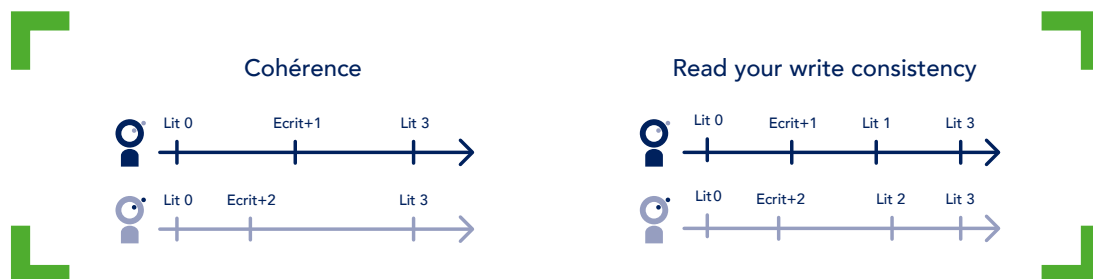 Cohérence
Lit 0 Ecrit+1 Lit 3
Lit 0 Ecrit+2 Lit 3
Read your write consistency
Lit 0 Ecrit+1 Lit 1 Lit 3
Lit0 Ecrit+2 Lit 2 Lit 3